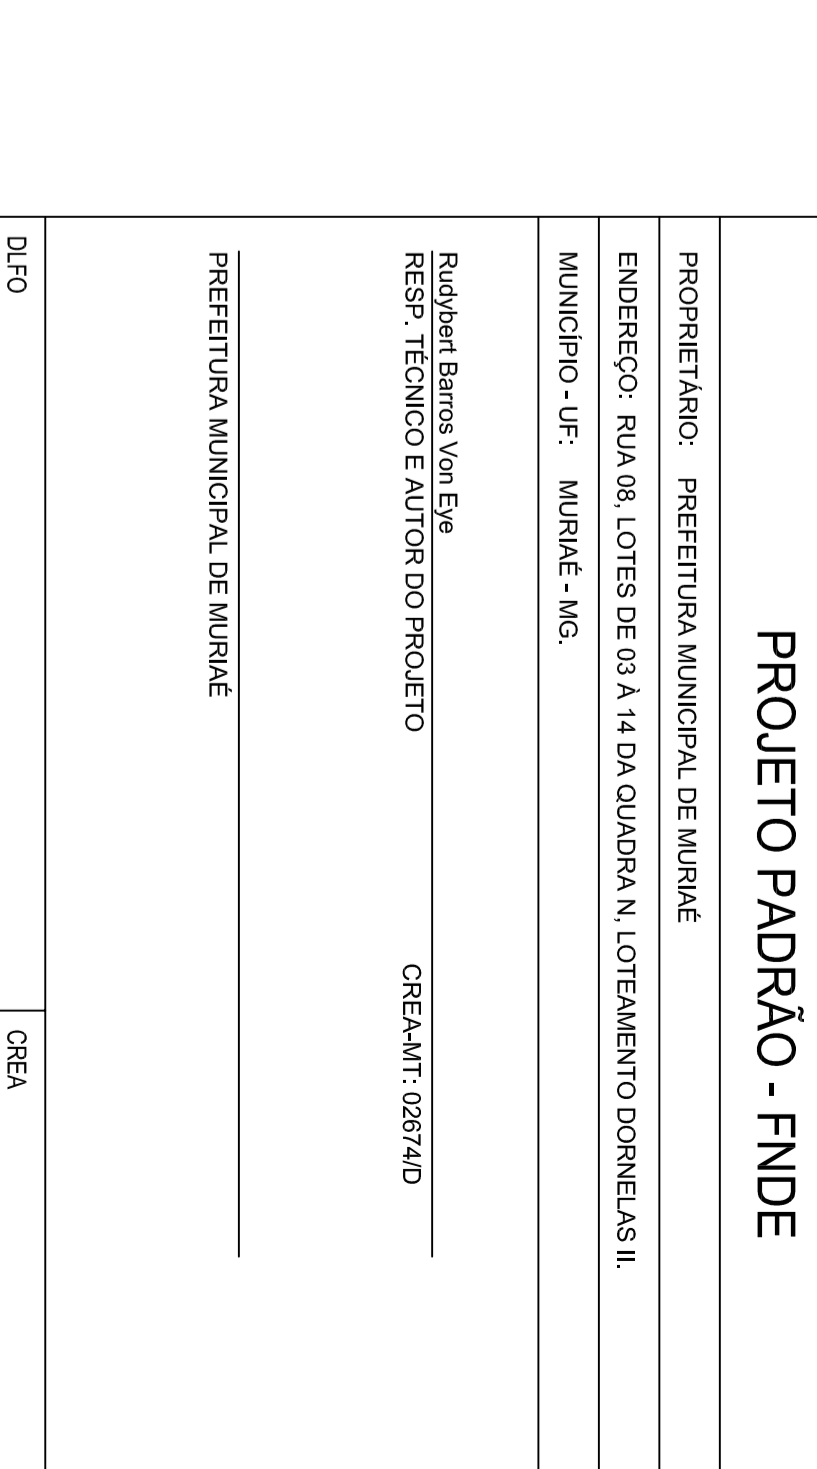 PROJETO PADRÃO - FNDE
PROPRIETÁRIO: PREFEITURA MUNICIPAL DE MURIAÉ
ENDEREÇO: RUA 08, LOTES DE 03 À 14 DA QUADRA N, LOTEAMENTO DORNELAS II.
MUNICÍPIO - UF: MURIAÉ - MG.
Rudybert Barros Von Eye
RESP. TÉCNICO E AUTOR DO PROJETO CREA-MT: 02674/D
PREFEITURA MUNICIPAL DE MURIAÉ
DLFO CREA